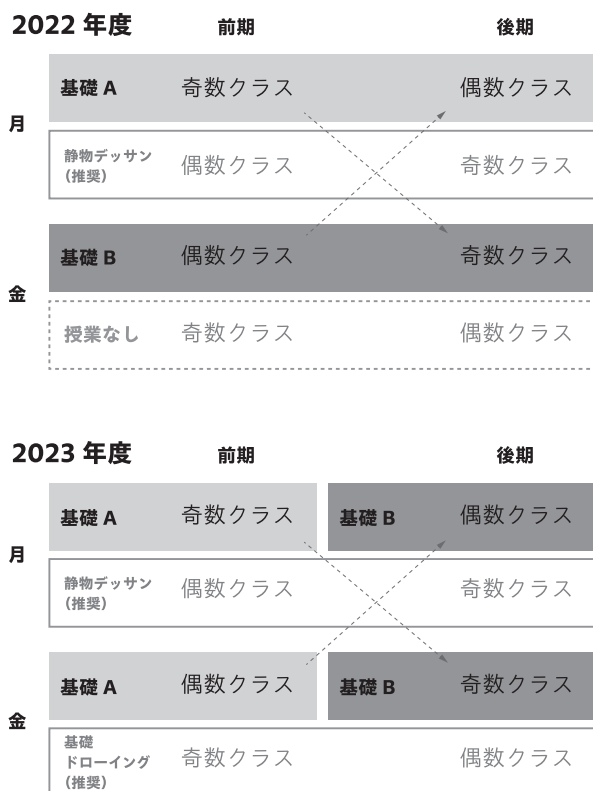 2022 年度 前期 後期
基礎 A 奇数クラス 偶数クラス
月
静物デッサン
（推奨） 偶数クラス 奇数クラス
基礎 B 偶数クラス 奇数クラス
金
授業なし 奇数クラス 偶数クラス
2023 年度 前期 後期
基礎 A 奇数クラス 基礎 B 偶数クラス
月
静物デッサン
（推奨） 偶数クラス 奇数クラス
基礎 A 偶数クラス 基礎 B 奇数クラス
金
基礎
ドローイング 奇数クラス 偶数クラス
（推奨）